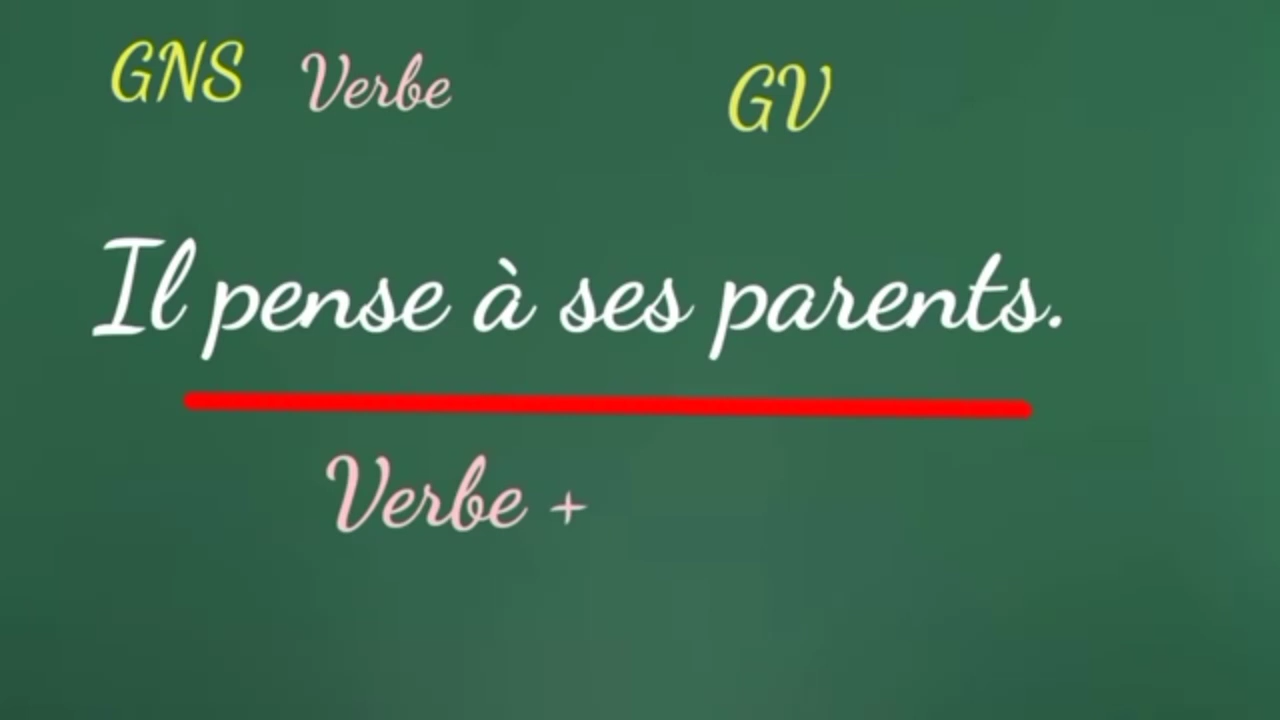 GNS Verbe GV
Il pense à ses parents.
Verbe +